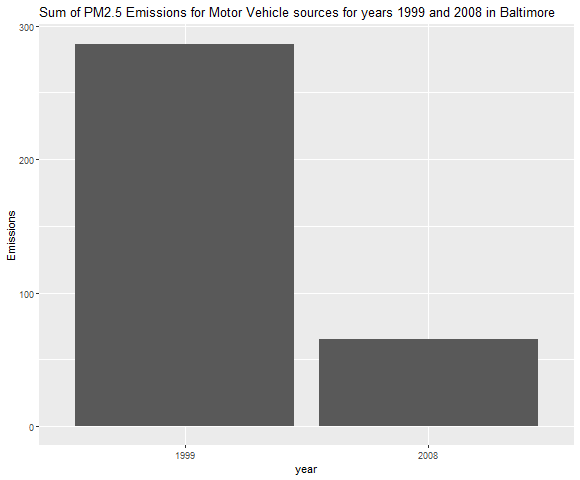 Sum of PM2.5 Emissions for Motor Vehicle sources for years 1999 and 2008 in Baltimore
300
200
100
0
Emissions
1999
2008
year